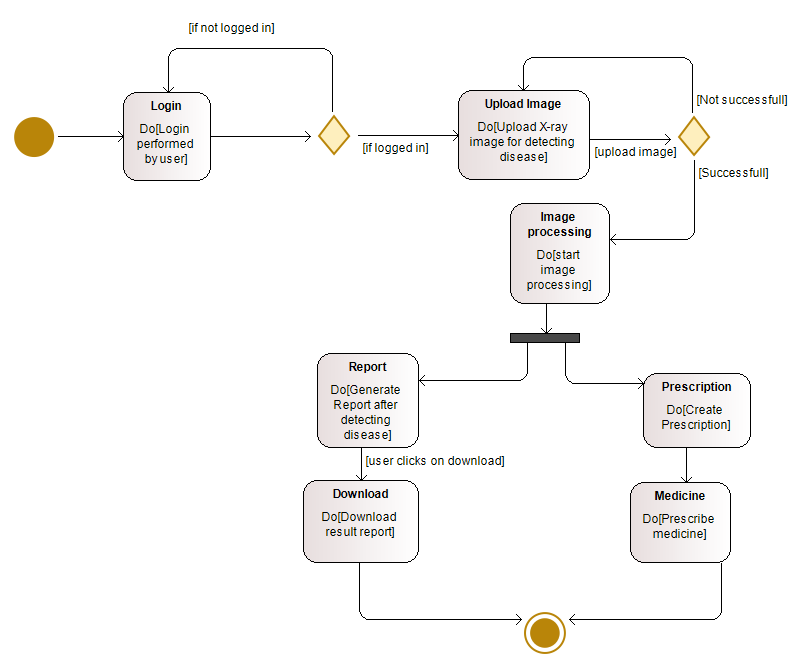 [if not logged in]
Login
Do[Login
performed
by user]
[if logged in]
Upload Image
Do[Upload X-ray
image for detecting
disease]
[upload image]
[Not successfull]
[Successfull]
Image
processing
Do[start
image
processing]
Report
Do[Generate
Report after
detecting
disease]
Prescription
Do[Create
Prescription]
[user clicks on download]
Download
Do[Download
result report]
Medicine
Do[Prescribe
medicine]